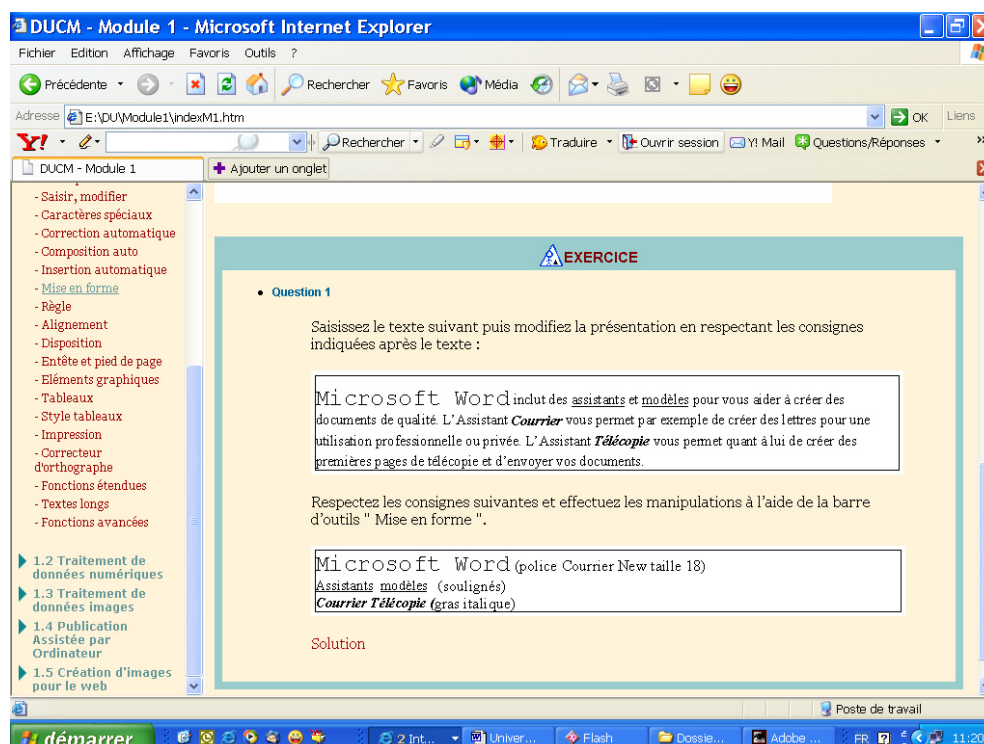 DUCM - Module 1 - Microsoft Internet Explorer
Fichier Edition Affichage Favoris Outils ?
Précédente Rechercher Favoris Média
Adresse E:\DU\Module1\indexM1.htm OK Liens
Y! Rechercher Traduire Ouvrir session Y! Mail Questions/Réponses »
DUCM - Module 1 Ajouter un onglet
- Saisir, modifier
- Caractères spéciaux
- Correction automatique
- Composition auto
- Insertion automatique
- Mise en forme
- Règle
- Alignement
- Disposition
- Entête et pied de page
- Eléments graphiques
- Tableaux
- Style tableaux
- Impression
- Correcteur
d'orthographe
- Fonctions étendues
- Textes longs
- Fonctions avancées
1.2 Traitement de
données numériques
1.3 Traitement de
données images
1.4 Publication
Assistée par
Ordinateur
1.5 Création d'images
pour le web
EXERCICE
• Question 1
Saisissez le texte suivant puis modifiez la présentation en respectant les consignes
indiquées après le texte :
Microsoft Word inclut des assistants et modèles pour vous aider à créer des
documents de qualité. L'Assistant Courrier vous permet par exemple de créer des lettres pour une
utilisation professionnelle ou privée. L'Assistant Télécopie vous permet quant à lui de créer des
premières pages de télécopie et d'envoyer vos documents.
Respectez les consignes suivantes et effectuez les manipulations à l'aide de la barre
d'outils " Mise en forme ".
Microsoft Word (police Courrier New taille 18)
Assistants modèles (soulignés)
Courrier Télécopie (gras italique)
Solution
Poste de travail
démarrer 2 Int... Univer... Flash Dossie... Adobe ... FR 11:20